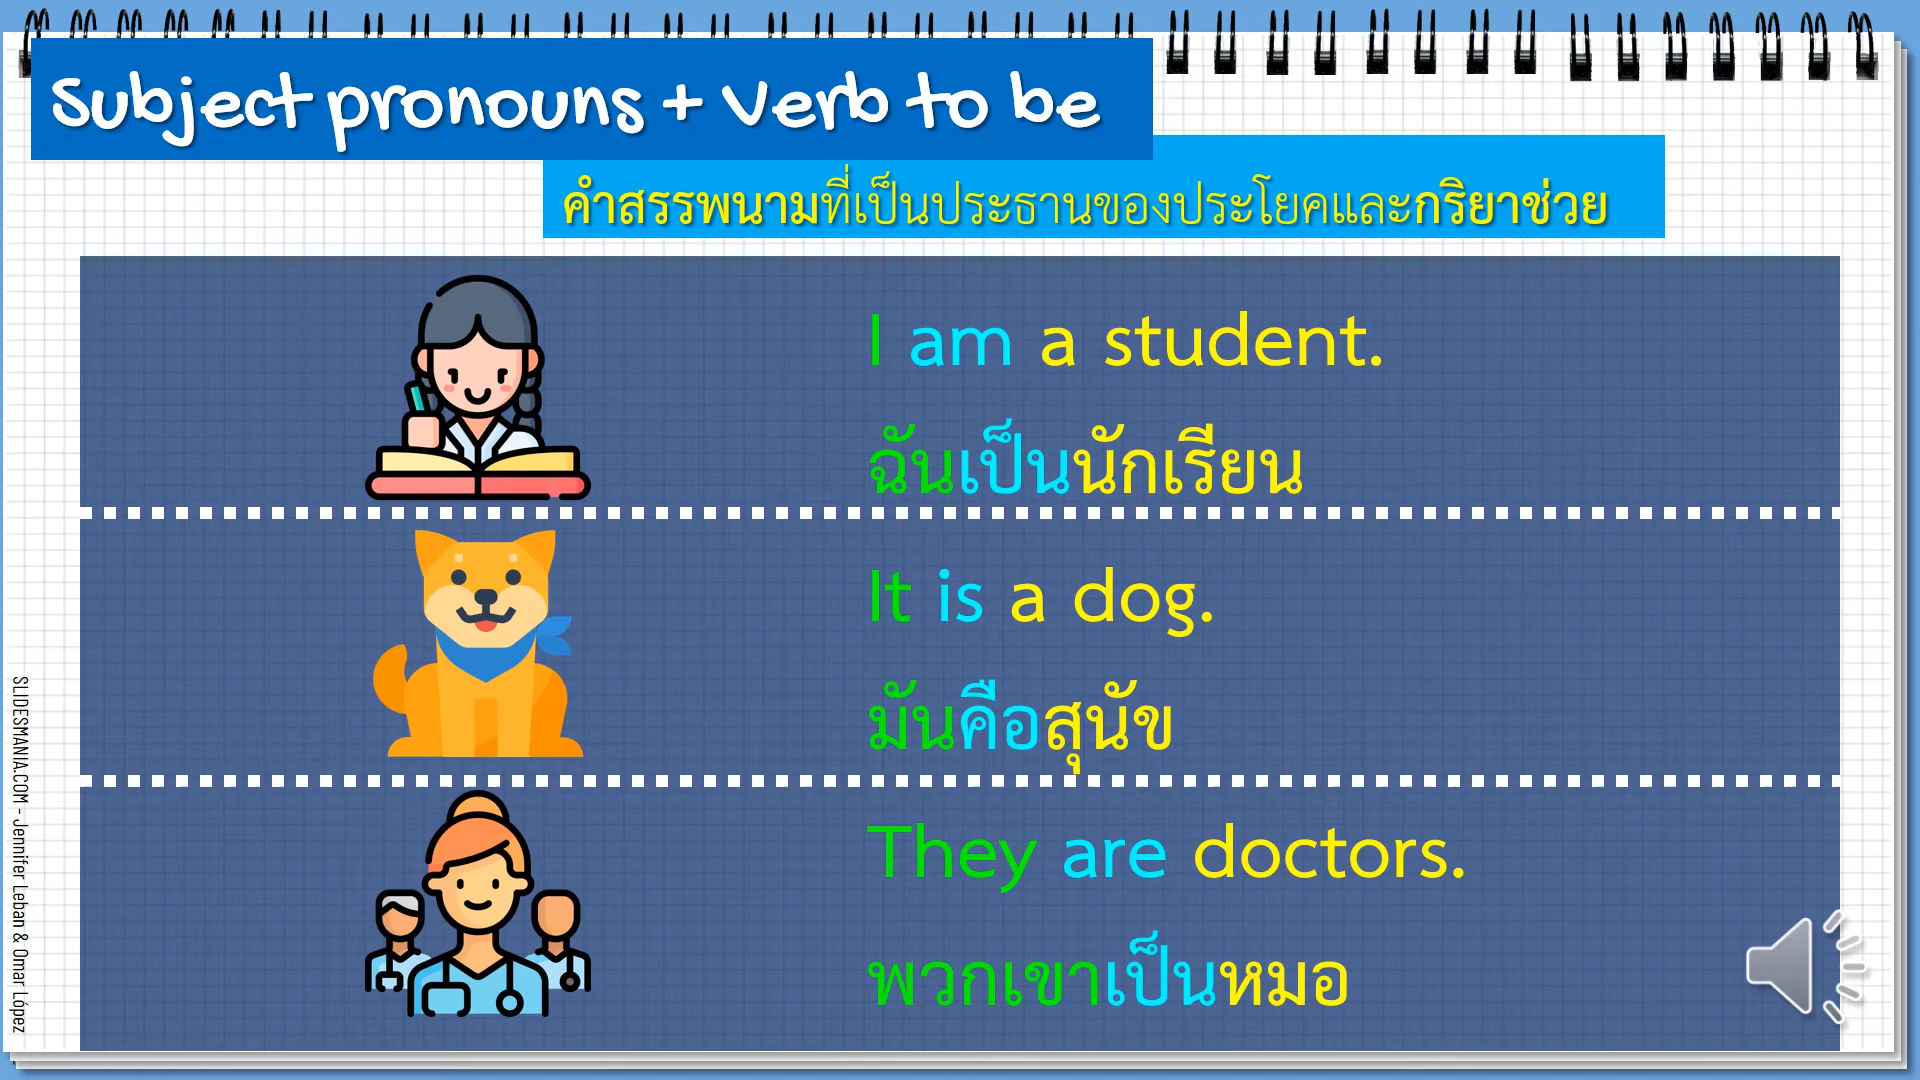 Subject pronouns + Verb to be
คำสรรพนามที่เป็นประธานของประโยคและกริยาช่วย
I am a student.
ฉันเป็นนักเรียน
It is a dog.
มันคือสุนัข
They are doctors.
พวกเขาเป็นหมอ
SLIDESMANIA.COM - Jennifer Leban & Omar López